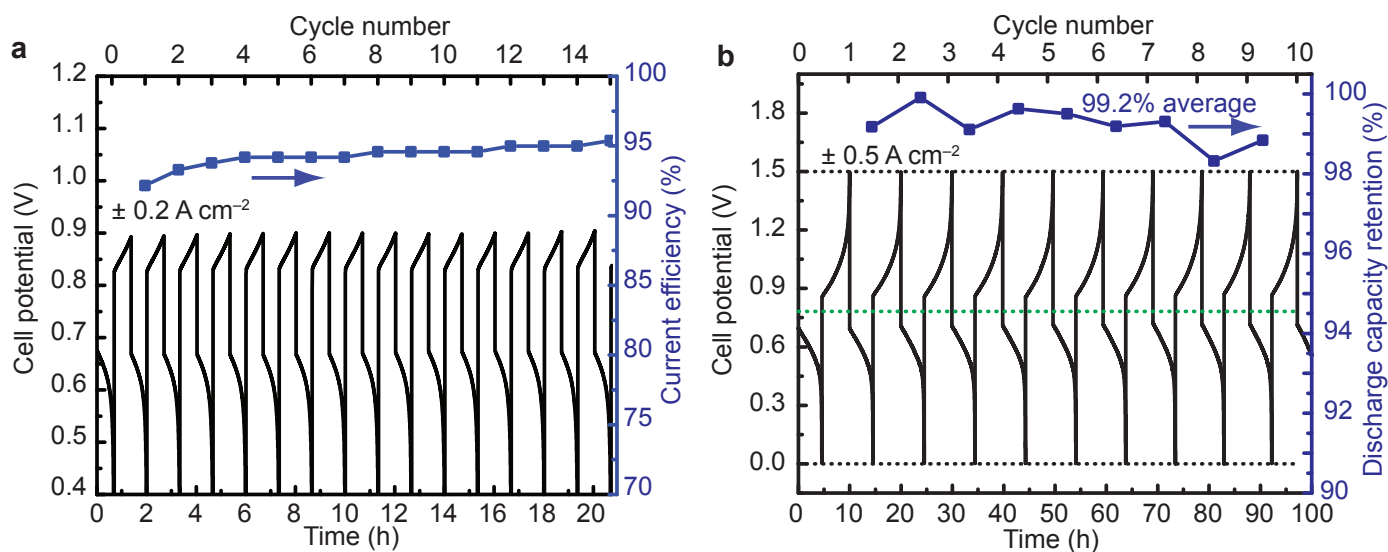 a
Cycle number
0 2 4 6 8 10 12 14
1.2
1.1
1.0
0.9
0.8
0.7
0.6
0.5
0.4
Cell potential (V)
± 0.2 A cm⁻²
100
95
90
85
80
75
70
Current efficiency (%)
0 2 4 6 8 10 12 14 16 18 20
Time (h)
b
Cycle number
0 1 2 3 4 5 6 7 8 9 10
1.8
1.5
1.2
0.9
0.6
0.3
0.0
Cell potential (V)
99.2% average
± 0.5 A cm⁻²
100
98
96
94
92
90
Discharge capacity retention (%)
0 10 20 30 40 50 60 70 80 90 100
Time (h)